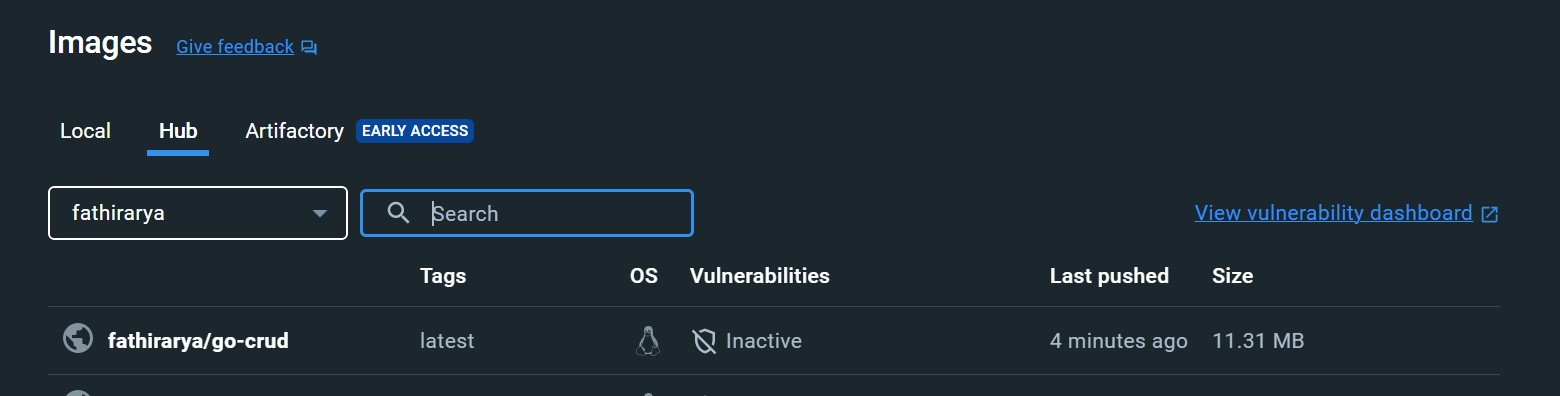 Images Give feedback
Local Hub Artifactory EARLY ACCESS
fathirarya Search View vulnerability dashboard
Tags OS Vulnerabilities Last pushed Size
fathirarya/go-crud latest Inactive 4 minutes ago 11.31 MB